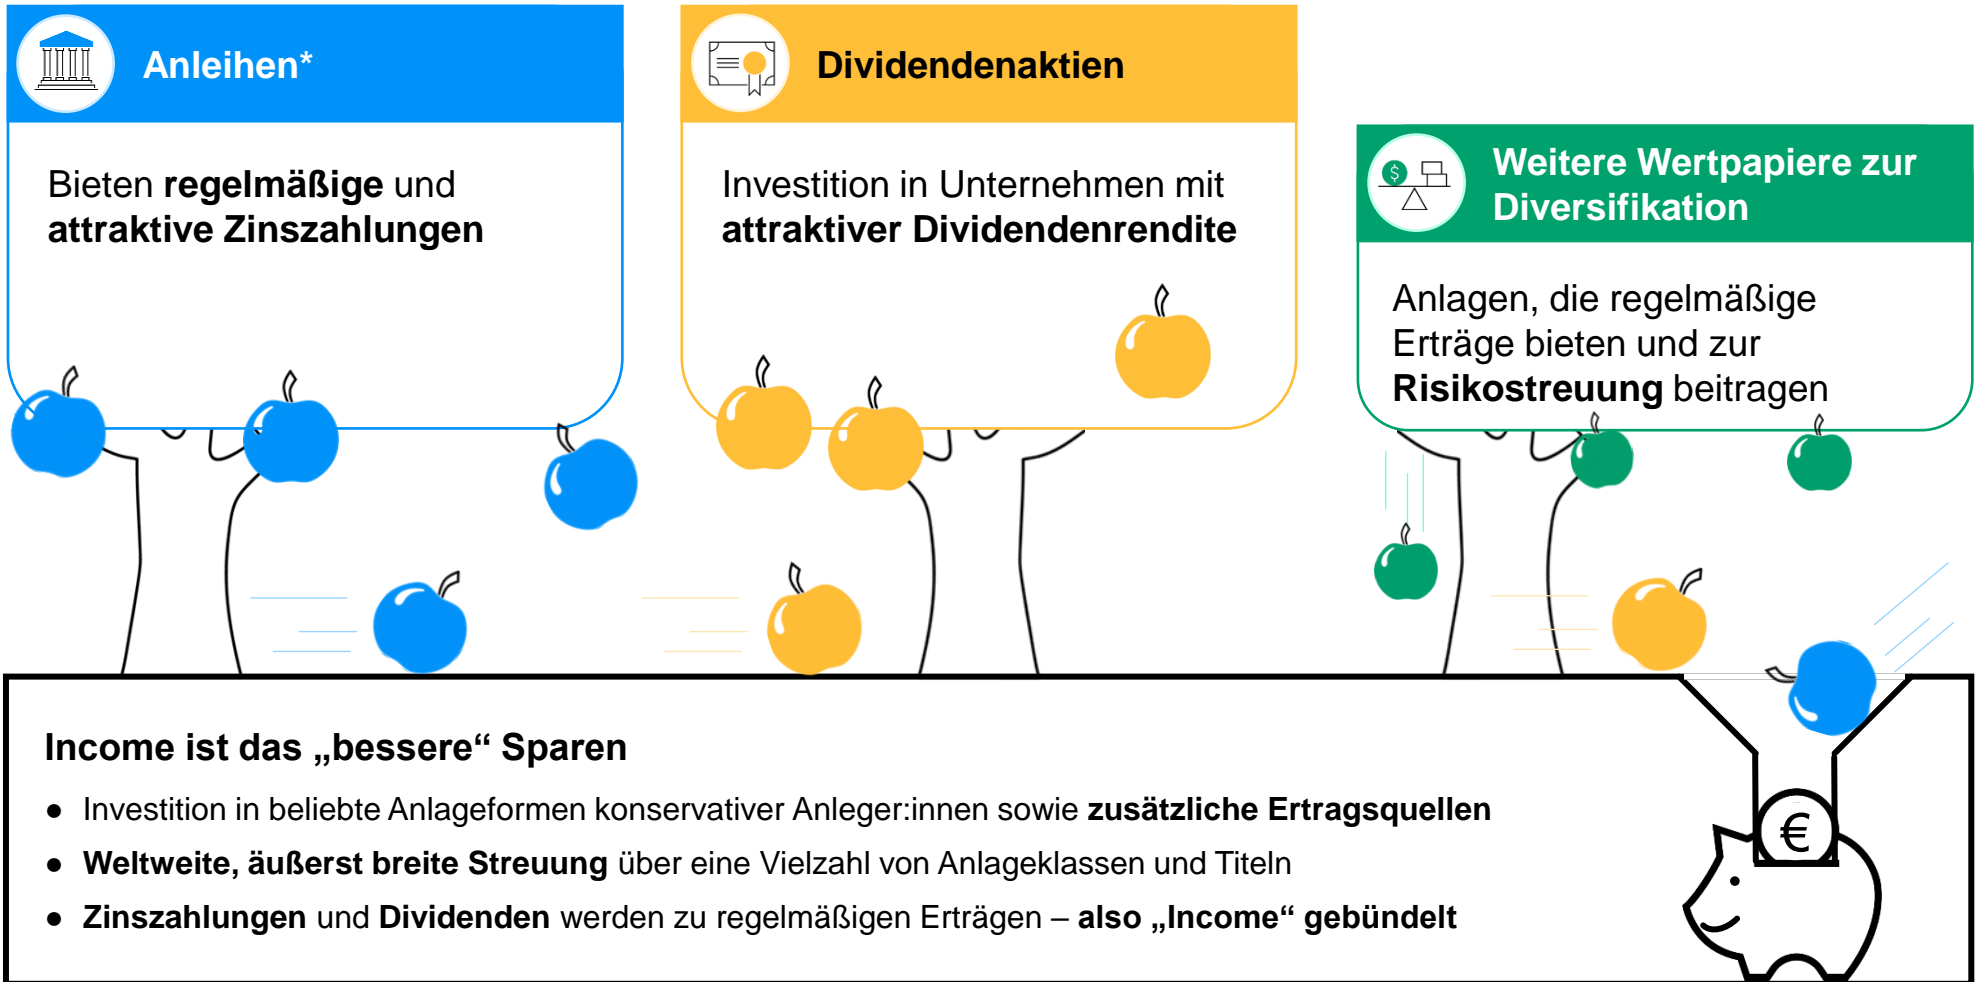 Anleihen*
Bieten regelmäßige und
attraktive Zinszahlungen
Dividendenaktien
Investition in Unternehmen mit
attraktiver Dividendenrendite
$
Weitere Wertpapiere zur
Diversifikation
Anlagen, die regelmäßige
Erträge bieten und zur
Risikostreuung beitragen
Income ist das „bessere“ Sparen
● Investition in beliebte Anlageformen konservativer Anleger:innen sowie zusätzliche Ertragsquellen
● Weltweite, äußerst breite Streuung über eine Vielzahl von Anlageklassen und Titeln
● Zinszahlungen und Dividenden werden zu regelmäßigen Erträgen – also „Income“ gebündelt
€